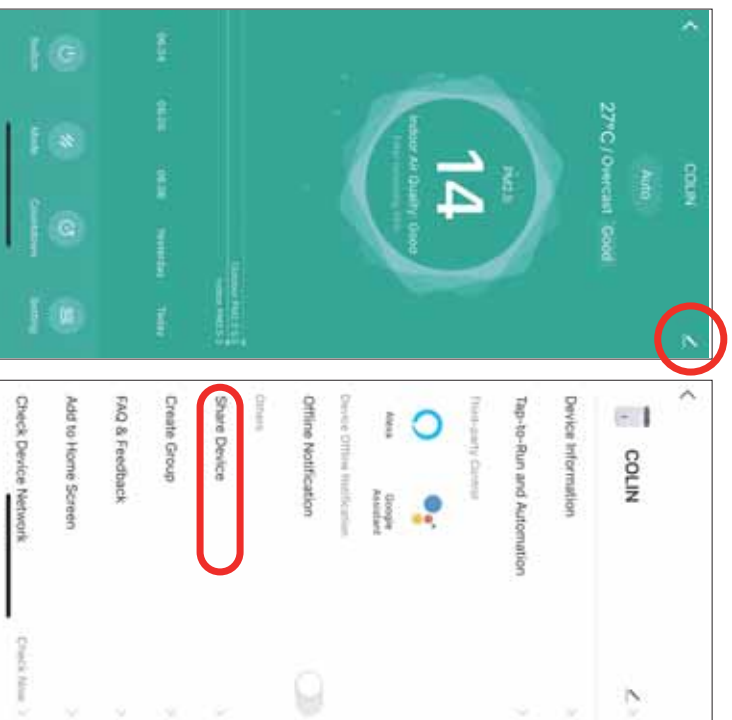 COLIN
Auto
27°C / Overcast Good
PM2.5
14
Indoor Air Quality: Good
Yesterday
Today
Switch
Mode
Countdown
Setting
COLIN
Device Information
Tap-to-Run and Automation
Third-party Control
Alexa
Google
Assistant
Device Offline Notification
Offline Notification
Others
Share Device
Create Group
FAQ & Feedback
Add to Home Screen
Check Device Network
Check Now